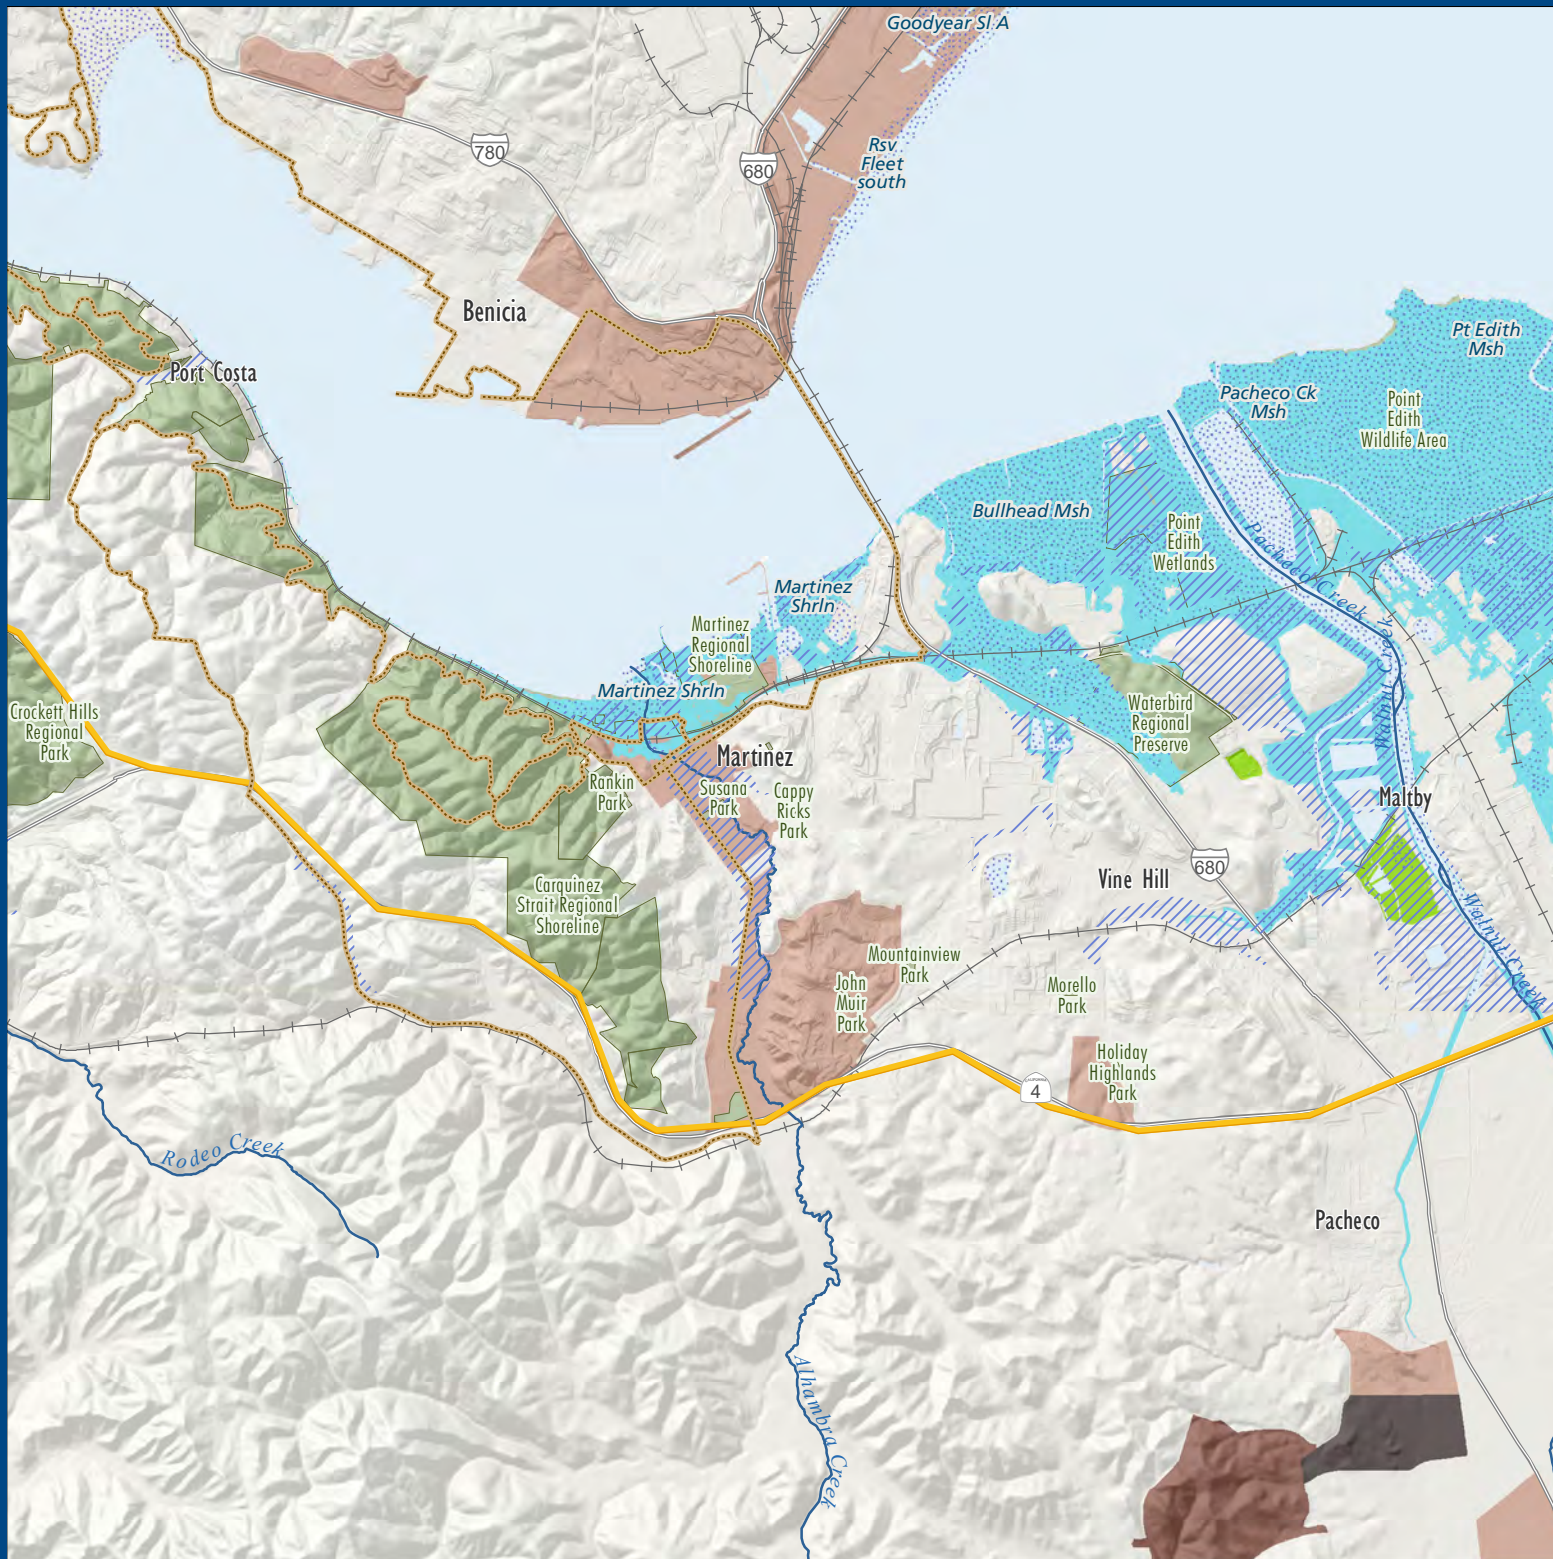 Goodyear Sl A
780
680
Rsv
Fleet
south
Benicia
Port Costa
Pt Edith
Msh
Pacheco Ck
Msh
Point
Edith
Wildlife Area
Bullhead Msh
Point
Edith
Wetlands
Pacheco Creek
Martinez
Shrln
Martinez
Regional
Shoreline
Martinez Shrln
Walnut Creek
Crockett Hills
Regional
Park
Waterbird
Regional
Preserve
Martinez
Rankin
Park
Susana
Park
Cappy
Ricks
Park
Maltby
Vine Hill
680
Carquinez
Strait Regional
Shoreline
Walnut Creek
Mountainview
Park
John
Muir
Park
Morello
Park
Holiday
Highlands
Park
CALIFORNIA
4
Rodeo Creek
Pacheco
Alhambra Creek